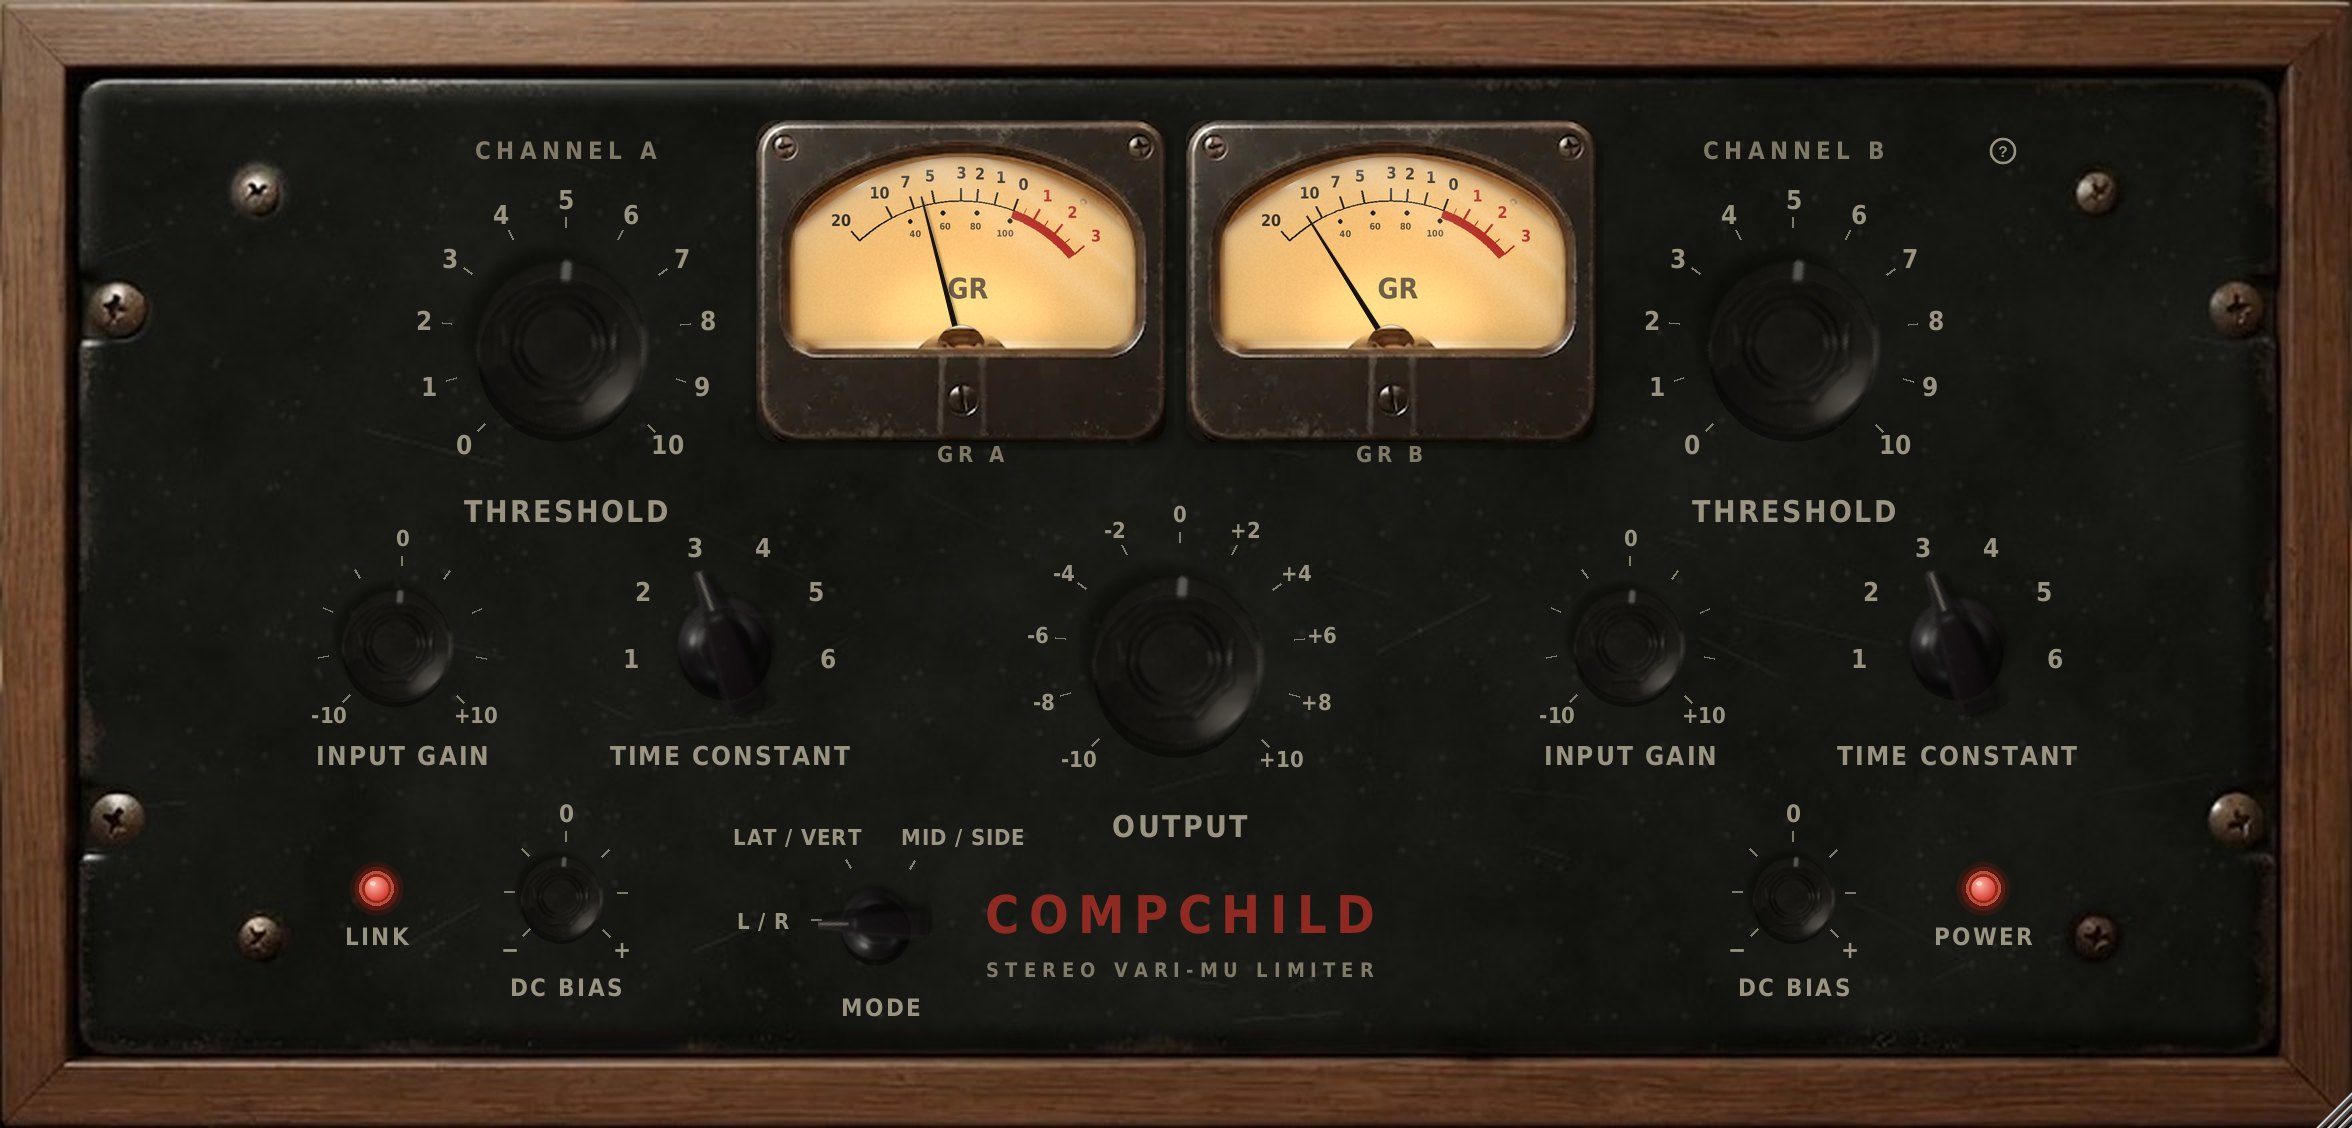 CHANNEL A
0 1 2 3 4 5 6 7 8 9 10
THRESHOLD
20 10 7 5 3 2 1 0 1 2 3
40 60 80 100
GR
GR A
20 10 7 5 3 2 1 0 1 2 3
40 60 80 100
GR
GR B
CHANNEL B
?
0 1 2 3 4 5 6 7 8 9 10
THRESHOLD
-10 0 +10
INPUT GAIN
1 2 3 4 5 6
TIME CONSTANT
-10 -8 -6 -4 -2 0 +2 +4 +6 +8 +10
OUTPUT
-10 0 +10
INPUT GAIN
1 2 3 4 5 6
TIME CONSTANT
LINK
− 0 +
DC BIAS
L / R LAT / VERT MID / SIDE
MODE
COMPCHILD
STEREO VARI-MU LIMITER
− 0 +
DC BIAS
POWER